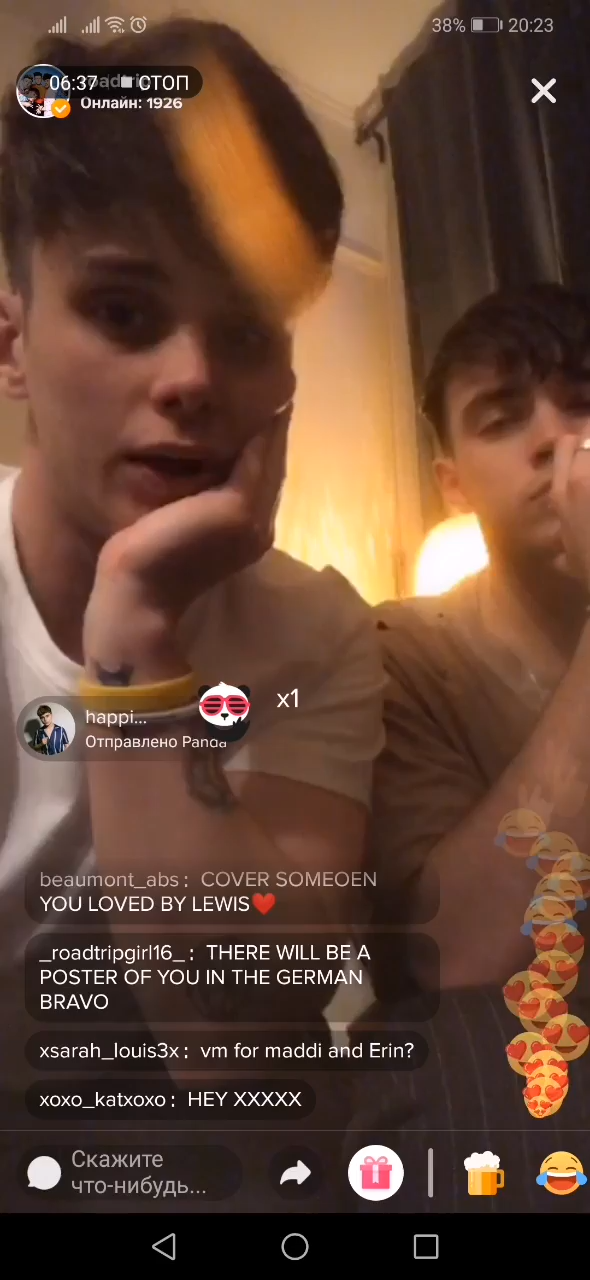 38% 20:23
06:37 СТОП
Онлайн: 1926
x1
happi...
Отправлено Panda
beaumont_abs : COVER SOMEOEN
YOU LOVED BY LEWIS❤️
_roadtripgirl16_ : THERE WILL BE A
POSTER OF YOU IN THE GERMAN
BRAVO
xsarah_louis3x : vm for maddi and Erin?
xoxo_katxoxo : HEY XXXXX
Скажите
что-нибудь...